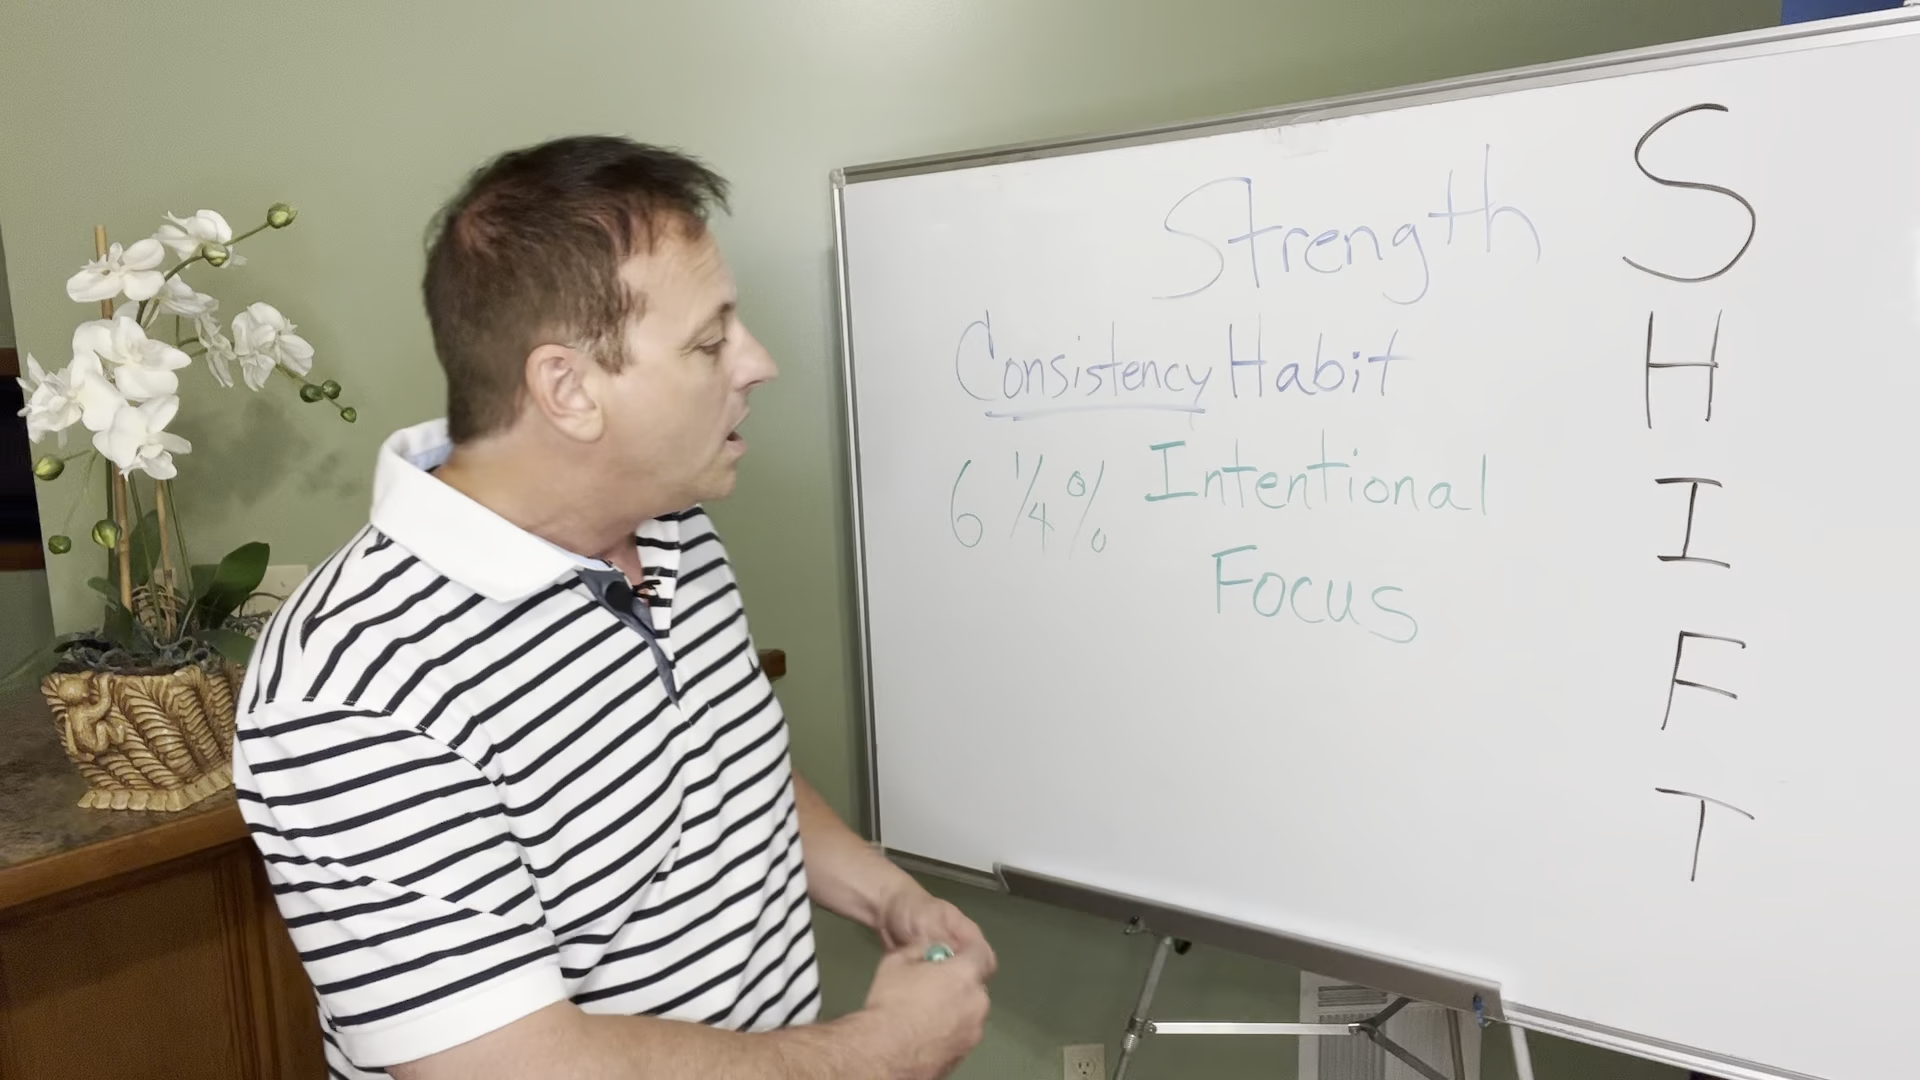 Strength S
Consistency Habit H
6 1/4 % Intentional I
Focus F
T